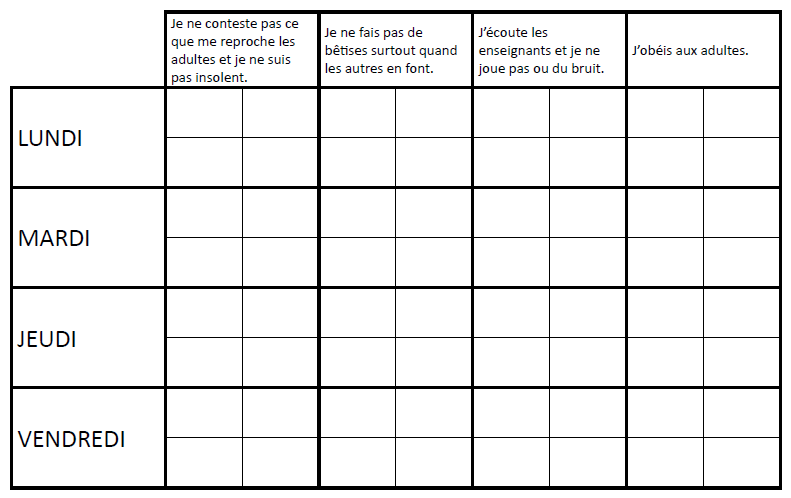 Je ne conteste pas ce
que me reproche les
adultes et je ne suis
pas insolent.
Je ne fais pas de
bêtises surtout quand
les autres en font.
J’écoute les
enseignants et je ne
joue pas ou du bruit.
J’obéis aux adultes.
LUNDI
MARDI
JEUDI
VENDREDI